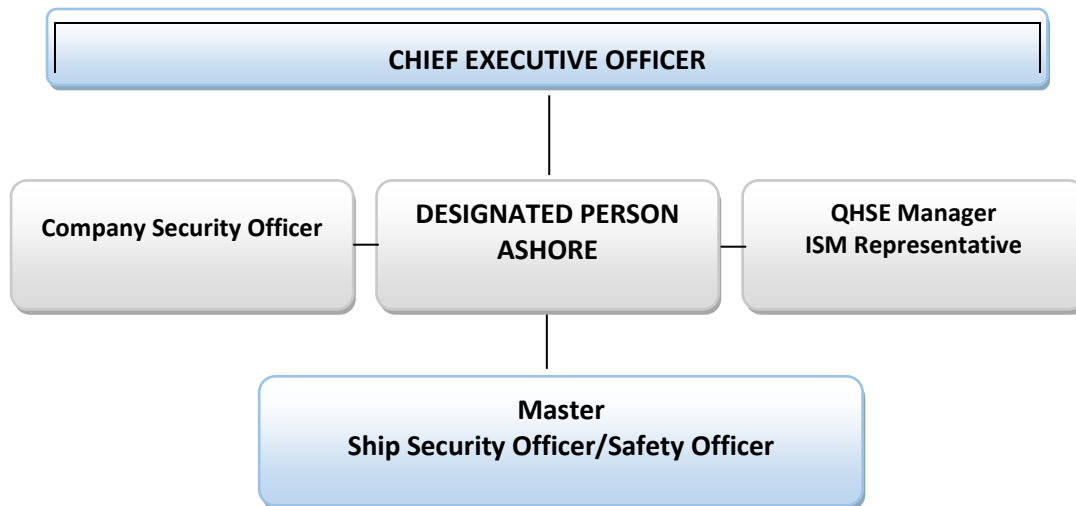 CHIEF EXECUTIVE OFFICER
Company Security Officer
DESIGNATED PERSON
ASHORE
QHSE Manager
ISM Representative
Master
Ship Security Officer/Safety Officer